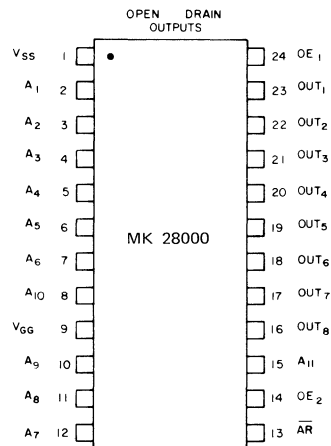 OPEN DRAIN
OUTPUTS
VSS 1 24 OE1
A1 2 23 OUT1
A2 3 22 OUT2
A3 4 21 OUT3
A4 5 20 OUT4
A5 6 19 OUT5
MK 28000
A6 7 18 OUT6
A10 8 17 OUT7
VGG 9 16 OUT8
A9 10 15 A11
A8 11 14 OE2
A7 12 13 A̅R̅